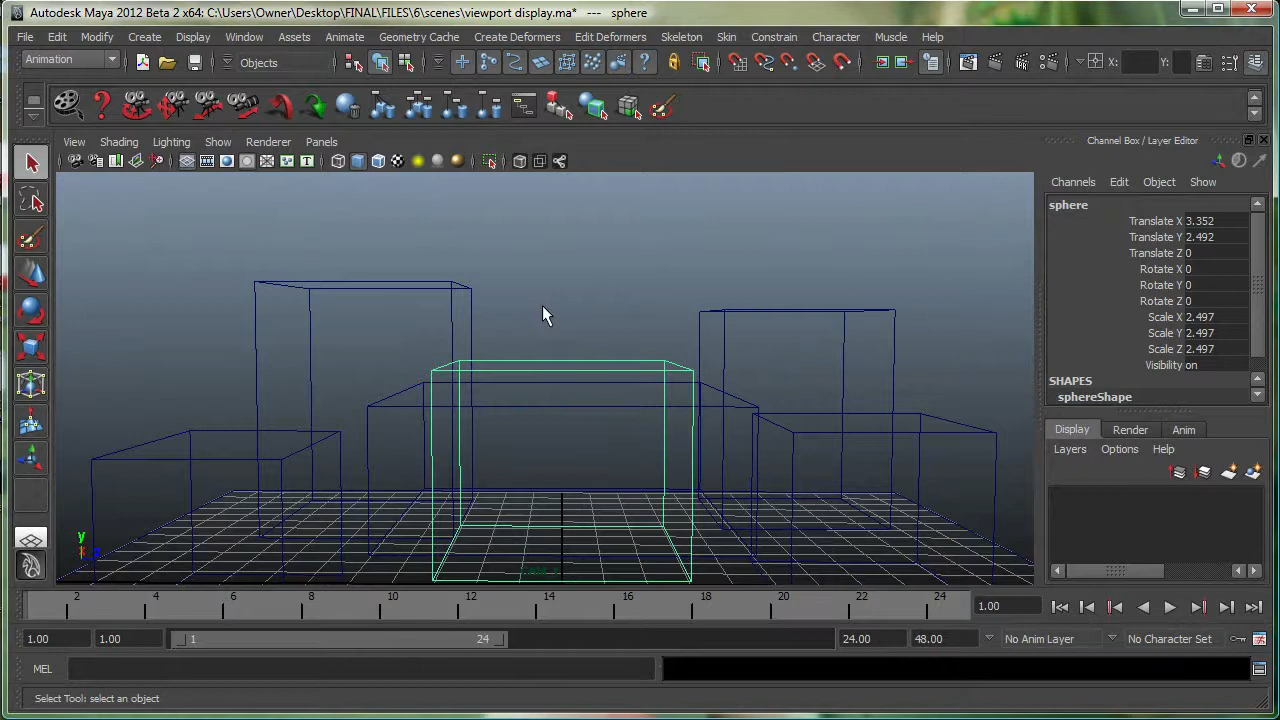 Autodesk Maya 2012 Beta 2 x64: C:\Users\Owner\Desktop\FINAL\FILES\6\scenes\viewport display.ma* --- sphere
File Edit Modify Create Display Window Assets Animate Geometry Cache Create Deformers Edit Deformers Skeleton Skin Constrain Character Muscle Help
Animation Objects X: Y:
View Shading Lighting Show Renderer Panels
Channel Box / Layer Editor
Channels Edit Object Show
sphere
Translate X 3.352
Translate Y 2.492
Translate Z 0
Rotate X 0
Rotate Y 0
Rotate Z 0
Scale X 2.497
Scale Y 2.497
Scale Z 2.497
Visibility on
SHAPES
sphereShape
Display Render Anim
Layers Options Help
y
2 4 6 8 10 12 14 16 18 20 22 24 1.00
1.00 1.00 1 24 24.00 48.00 No Anim Layer No Character Set
MEL
Select Tool: select an object